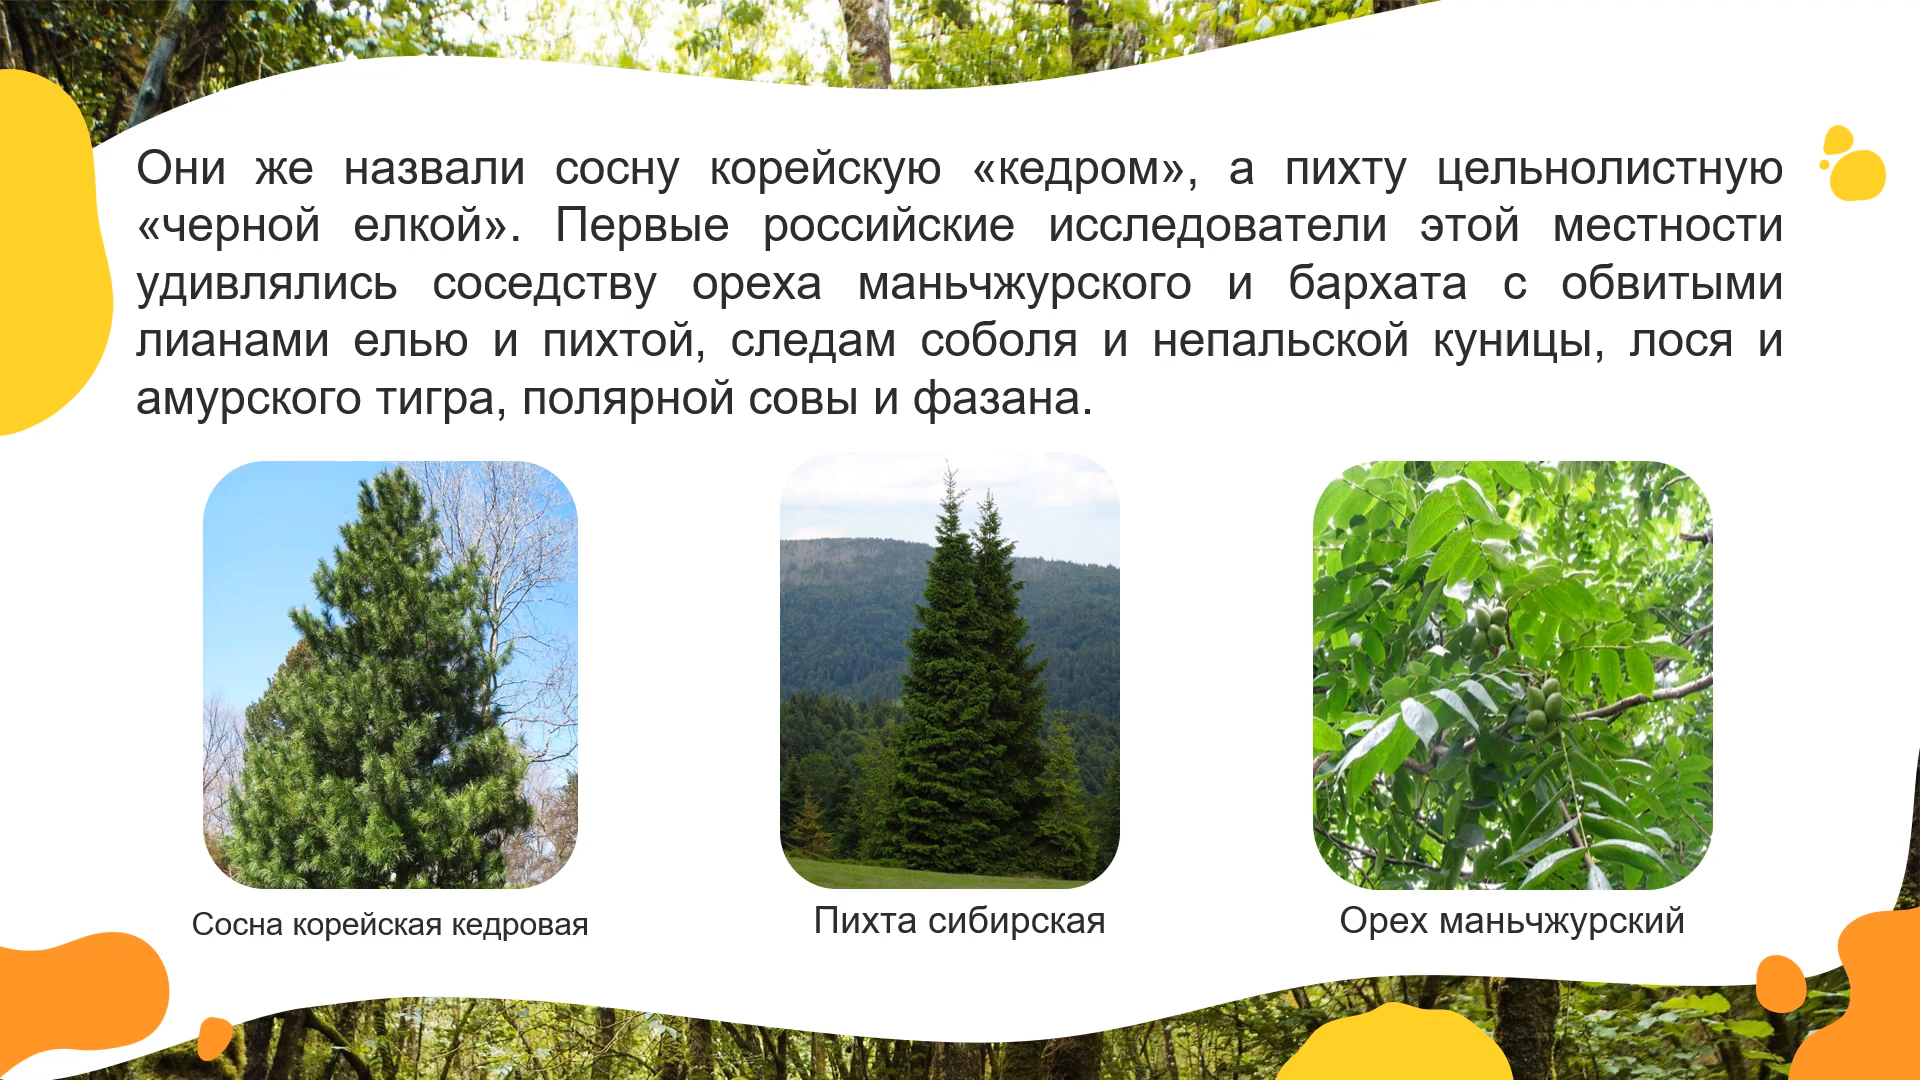 Они же назвали сосну корейскую «кедром», а пихту цельнолистную
«черной елкой». Первые российские исследователи этой местности
удивлялись соседству ореха маньчжурского и бархата с обвитыми
лианами елью и пихтой, следам соболя и непальской куницы, лося и
амурского тигра, полярной совы и фазана.
Сосна корейская кедровая
Пихта сибирская
Орех маньчжурский